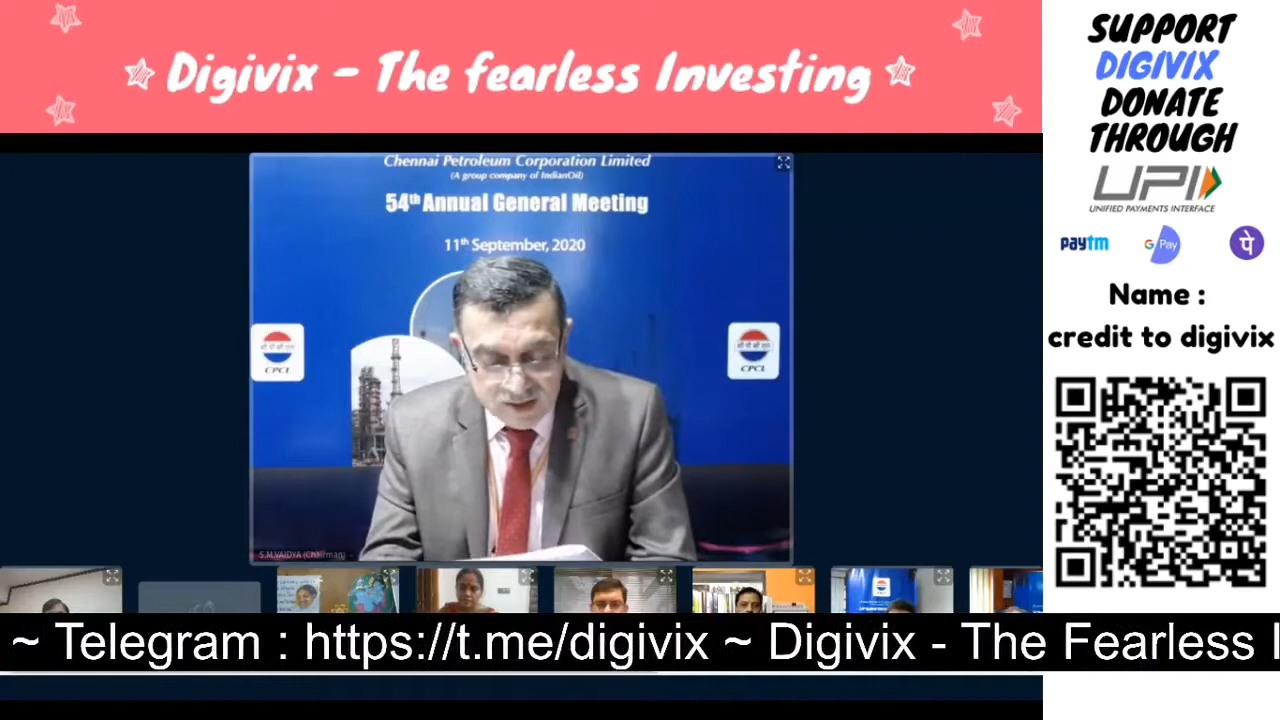 Digivix - The fearless Investing
Chennai Petroleum Corporation Limited
(A group company of IndianOil)
54th Annual General Meeting
11th September, 2020
CPCL
CPCL
S.M.VAIDYA (Chairman)
SUPPORT
DIGIVIX
DONATE
THROUGH
UPI
UNIFIED PAYMENTS INTERFACE
paytm
G Pay
पे
Name :
credit to digivix
~ Telegram : https://t.me/digivix ~ Digivix - The Fearless